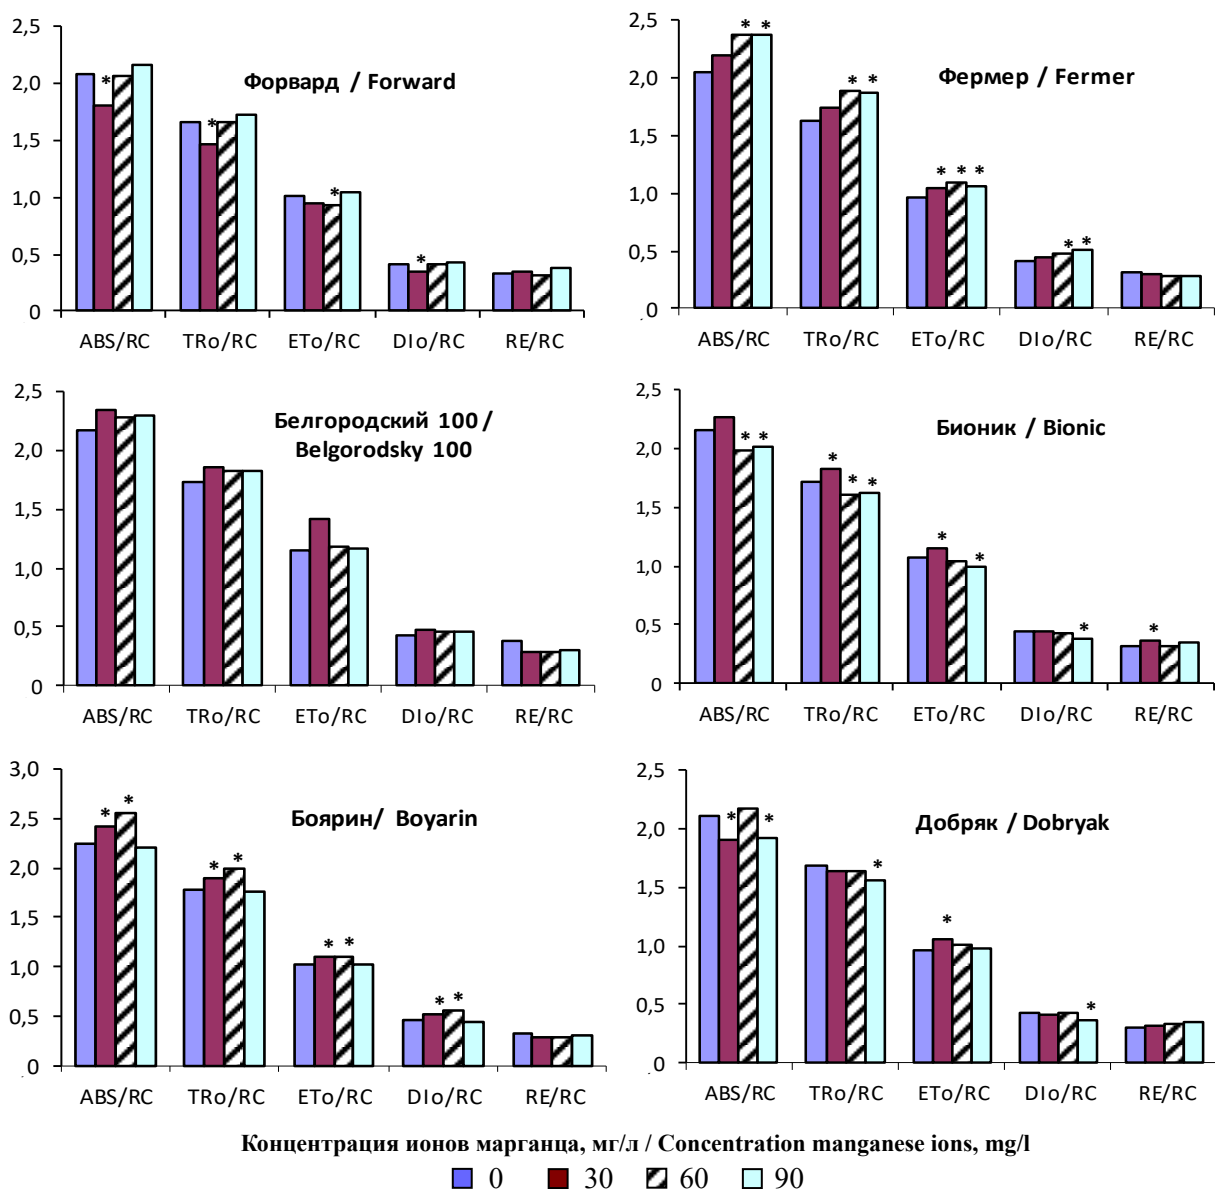 2,5
2,0
1,5
1,0
0,5
0
Форвард / Forward
* * * *
ABS/RC TRo/RC ETo/RC DIo/RC RE/RC
2,5
2,0
1,5
1,0
0,5
0
Фермер / Fermer
* * * * * * * * *
ABS/RC TRo/RC ETo/RC DIo/RC RE/RC
2,5
2,0
1,5
1,0
0,5
0
Белгородский 100 /
Belgorodsky 100
ABS/RC TRo/RC ETo/RC DIo/RC RE/RC
2,5
2,0
1,5
1,0
0,5
0
Бионик / Bionic
* * * * * * * * *
ABS/RC TRo/RC ETo/RC DIo/RC RE/RC
3,0
2,5
2,0
1,5
1,0
0,5
0
Боярин/ Boyarin
* * * * * * * *
ABS/RC TRo/RC ETo/RC DIo/RC RE/RC
2,5
2,0
1,5
1,0
0,5
0
Добряк / Dobryak
* * * * *
ABS/RC TRo/RC ETo/RC DIo/RC RE/RC
Концентрация ионов марганца, мг/л / Concentration manganese ions, mg/l
0 30 60 90